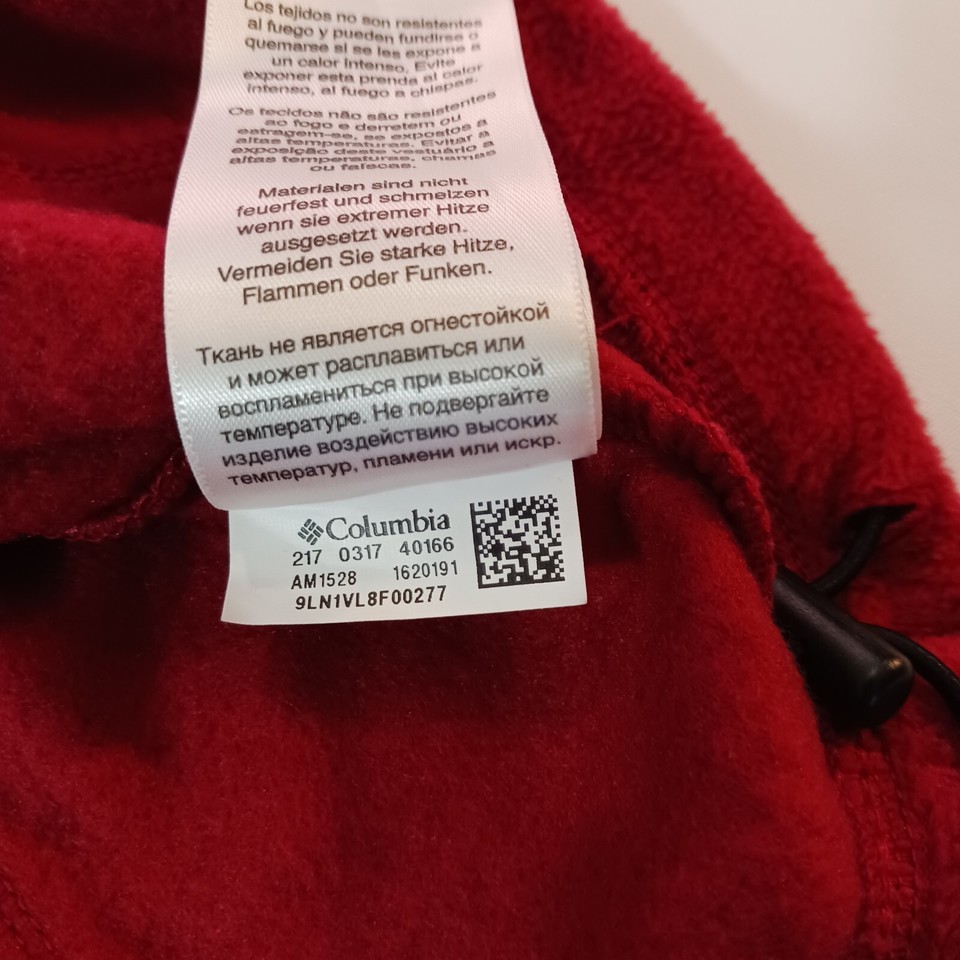 Los tejidos no son resistentes
al fuego y pueden fundirse o
quemarse si se les expone a
un calor intenso. Evite
exponer esta prenda al calor
intenso, al fuego a chispas.
Os tecidos não são resistentes
ao fogo e derretem ou
estragem-se, se expostos a
altas temperaturas. Evitar a
exposição deste vestuário a
altas temperaturas, chamas
ou faíscas.
Materialen sind nicht
feuerfest und schmelzen
wenn sie extremer Hitze
ausgesetzt werden.
Vermeiden Sie starke Hitze,
Flammen oder Funken.
Ткань не является огнестойкой
и может расплавиться или
воспламениться при высокой
температуре. Не подвергайте
изделие воздействию высоких
температур, пламени или искр.
Columbia
217 0317 40166
AM1528 1620191
9LN1VL8F00277